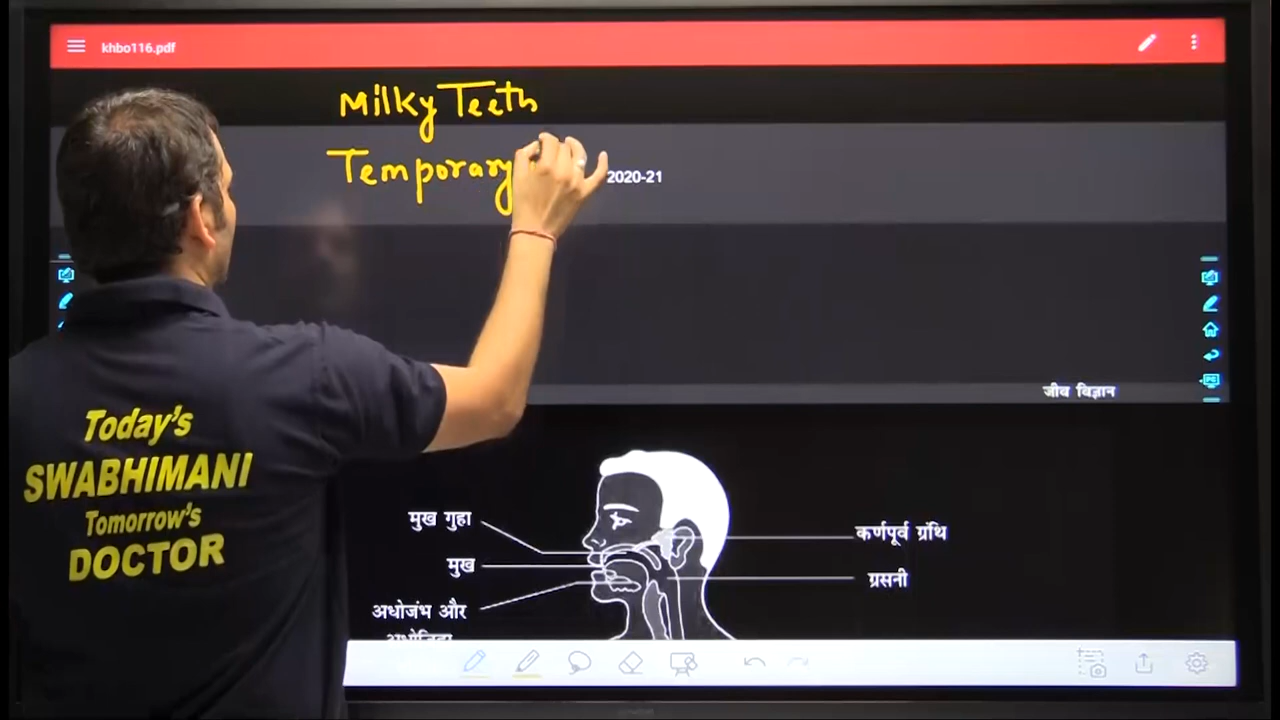 khbo116.pdf
Milky Teeth
Temporary
2020-21
जीव विज्ञान
Today's
SWABHIMANI
Tomorrow's
DOCTOR
मुख गुहा
कर्णपूर्व ग्रंथि
मुख
ग्रसनी
अधोजंभ और